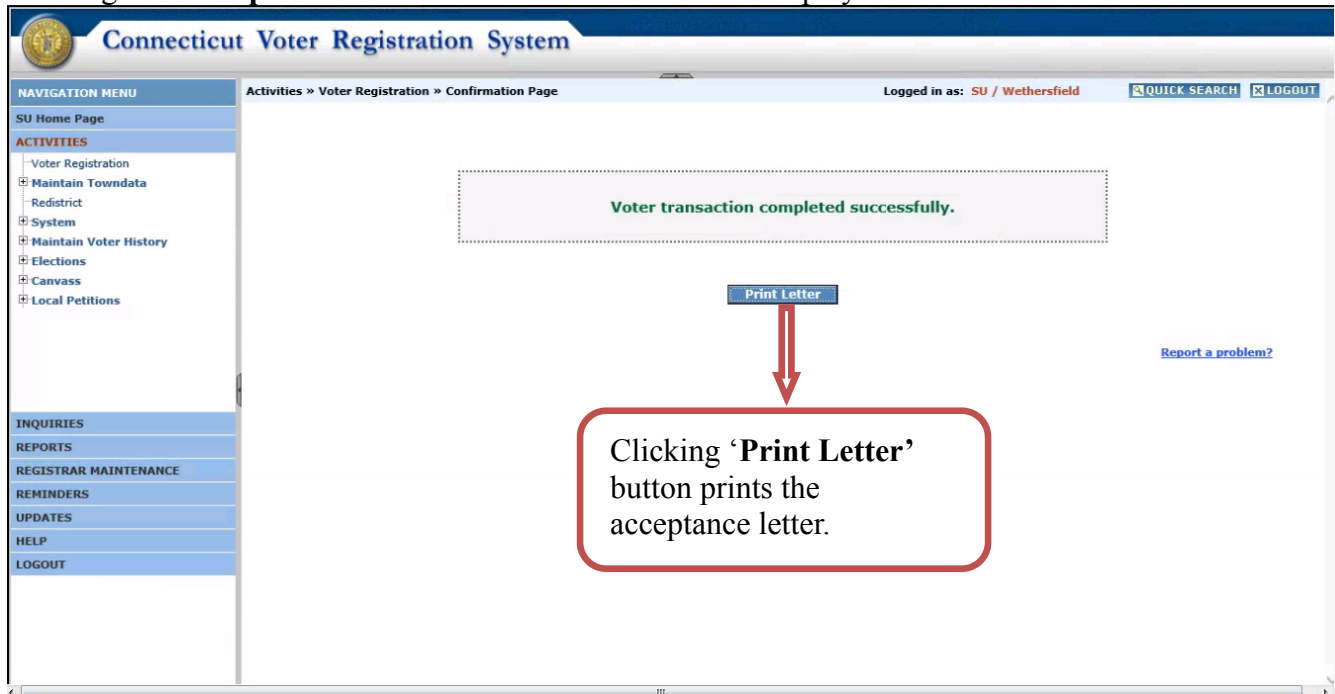 Connecticut Voter Registration System
NAVIGATION MENU
Activities » Voter Registration » Confirmation Page
Logged in as: SU / Wethersfield
QUICK SEARCH
LOGOUT
SU Home Page
ACTIVITIES
Voter Registration
Maintain Towndata
Redistrict
System
Maintain Voter History
Elections
Canvass
Local Petitions
Voter transaction completed successfully.
Print Letter
Report a problem?
INQUIRIES
REPORTS
REGISTRAR MAINTENANCE
REMINDERS
UPDATES
HELP
LOGOUT
Clicking ‘Print Letter’
button prints the
acceptance letter.